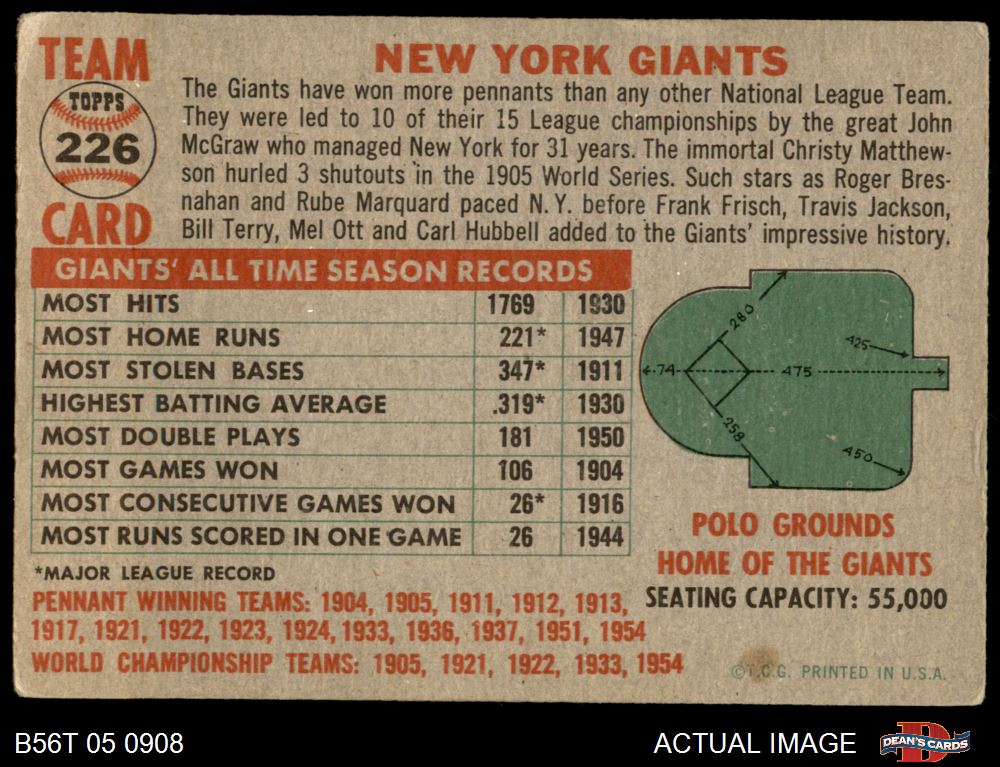 TEAM
TOPPS
226
CARD
NEW YORK GIANTS
The Giants have won more pennants than any other National League Team.
They were led to 10 of their 15 League championships by the great John
McGraw who managed New York for 31 years. The immortal Christy Matthew-
son hurled 3 shutouts in the 1905 World Series. Such stars as Roger Bres-
nahan and Rube Marquard paced N.Y. before Frank Frisch, Travis Jackson,
Bill Terry, Mel Ott and Carl Hubbell added to the Giants' impressive history.
GIANTS' ALL TIME SEASON RECORDS
MOST HITS 1769 1930
MOST HOME RUNS 221* 1947
MOST STOLEN BASES 347* 1911
HIGHEST BATTING AVERAGE .319* 1930
MOST DOUBLE PLAYS 181 1950
MOST GAMES WON 106 1904
MOST CONSECUTIVE GAMES WON 26* 1916
MOST RUNS SCORED IN ONE GAME 26 1944
*MAJOR LEAGUE RECORD
280
425
74
475
258
450
POLO GROUNDS
HOME OF THE GIANTS
SEATING CAPACITY: 55,000
PENNANT WINNING TEAMS: 1904, 1905, 1911, 1912, 1913,
1917, 1921, 1922, 1923, 1924, 1933, 1936, 1937, 1951, 1954
WORLD CHAMPIONSHIP TEAMS: 1905, 1921, 1922, 1933, 1954
©T.C.G. PRINTED IN U.S.A.
B56T 05 0908
ACTUAL IMAGE
DEAN'S CARDS